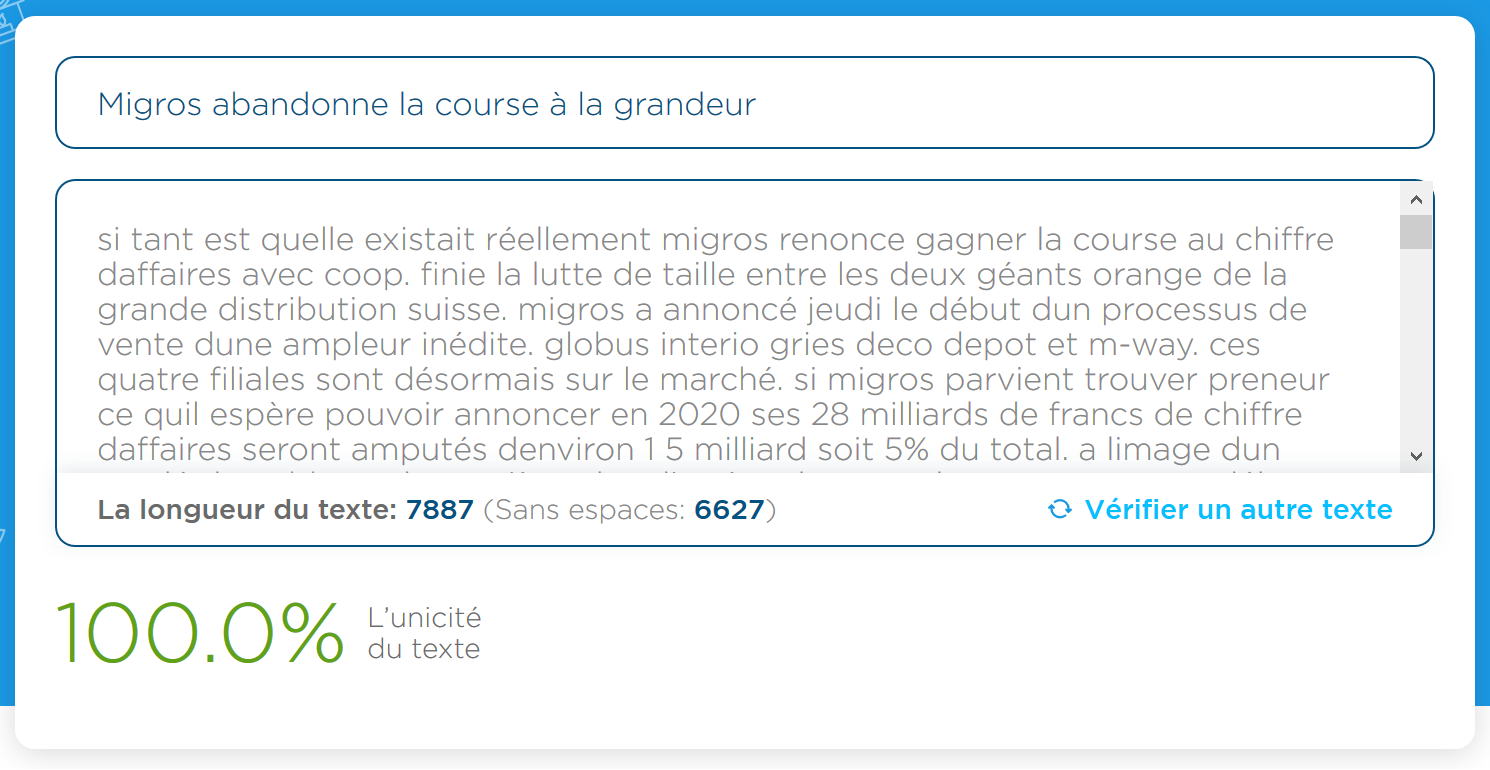 Migros abandonne la course à la grandeur
si tant est quelle existait réellement migros renonce gagner la course au chiffre
daffaires avec coop. finie la lutte de taille entre les deux géants orange de la
grande distribution suisse. migros a annoncé jeudi le début dun processus de
vente dune ampleur inédite. globus interio gries deco depot et m-way. ces
quatre filiales sont désormais sur le marché. si migros parvient trouver preneur
ce quil espère pouvoir annoncer en 2020 ses 28 milliards de francs de chiffre
daffaires seront amputés denviron 1 5 milliard soit 5% du total. a limage dun
La longueur du texte: 7887 (Sans espaces: 6627)
Vérifier un autre texte
100.0%
L’unicité
du texte